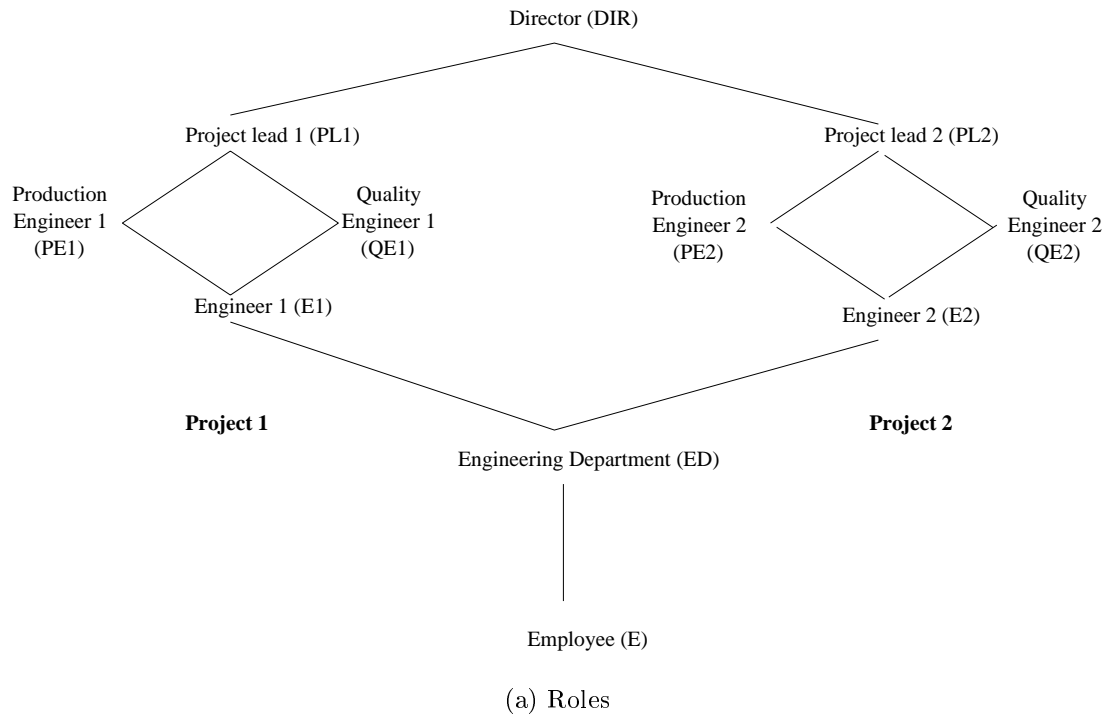 Director (DIR)
Project lead 1 (PL1)
Project lead 2 (PL2)
Production
Engineer 1
(PE1)
Quality
Engineer 1
(QE1)
Production
Engineer 2
(PE2)
Quality
Engineer 2
(QE2)
Engineer 1 (E1)
Engineer 2 (E2)
Project 1
Project 2
Engineering Department (ED)
Employee (E)
(a) Roles